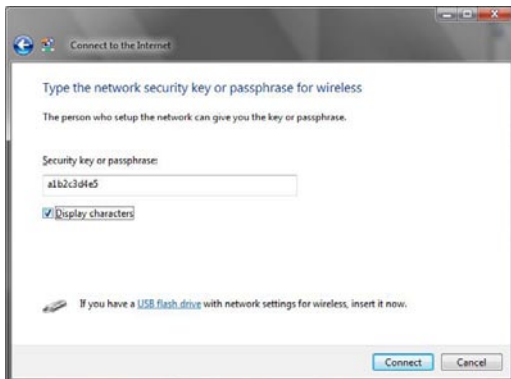 Connect to the Internet
Type the network security key or passphrase for wireless
The person who setup the network can give you the key or passphrase.
Security key or passphrase:
a1b2c3d4e5
Display characters
If you have a USB flash drive with network settings for wireless, insert it now.
Connect Cancel